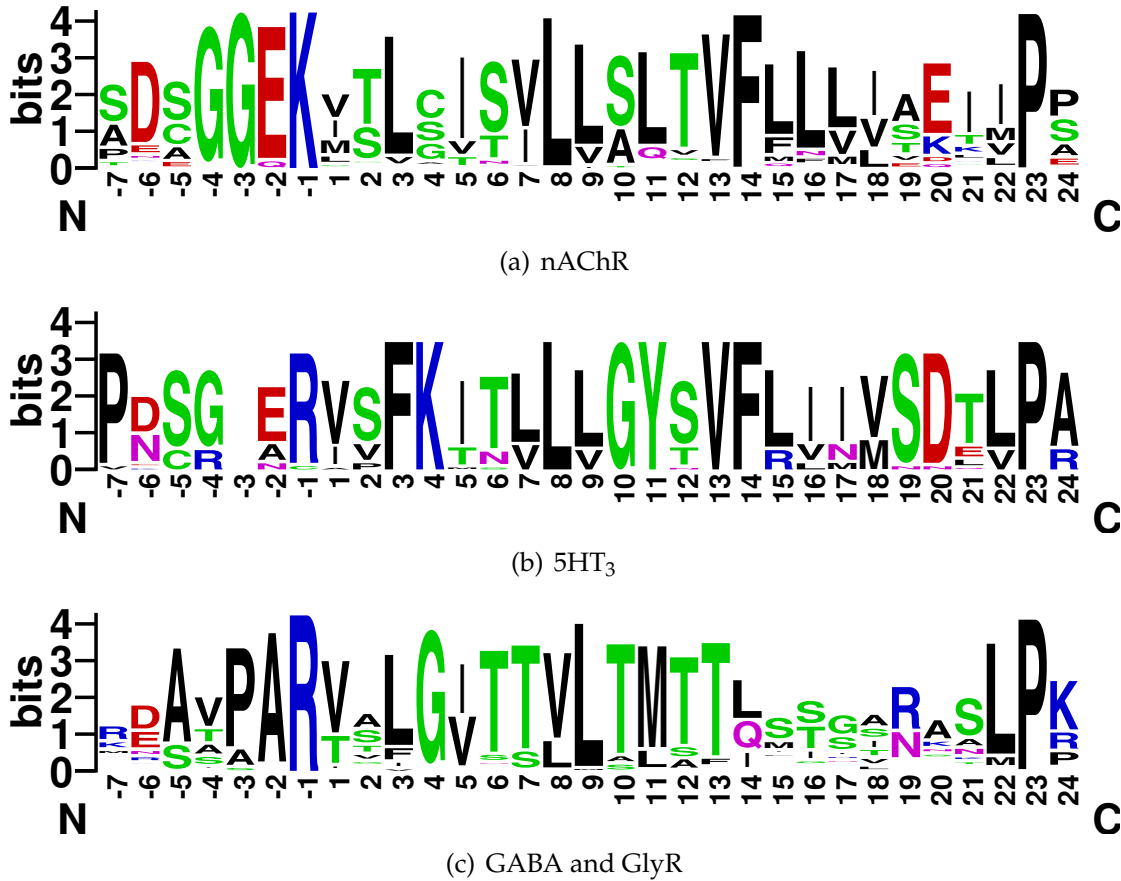 4
3
2
1
0
bits
S D S G G E K V T L C I S V L L S L T V F L L L I A E I I P P
A E C Q I S S V T I V A Q V F L V V S K T M S
P A M V G T N M N M L T D K V A
T E L V L E
-7 -6 -5 -4 -3 -2 -1 1 2 3 4 5 6 7 8 9 10 11 12 13 14 15 16 17 18 19 20 21 22 23 24
N C
(a) nAChR
4
3
2
1
0
bits
P D S G E R V S F K I T L L L G Y S V F L I I V S D T L P A
N C R A I V T N V V T R V N M E V R
N P L M L
-7 -6 -5 -4 -3 -2 -1 1 2 3 4 5 6 7 8 9 10 11 12 13 14 15 16 17 18 19 20 21 22 23 24
N C
(b) 5HT3
4
3
2
1
0
bits
R D A V P A R V A L G I T T V L T M T T L S S G A R A S L P K
K E S T A T S F V S S L A L S Q M T S S N K A M R
A T A I I N P
S
-7 -6 -5 -4 -3 -2 -1 1 2 3 4 5 6 7 8 9 10 11 12 13 14 15 16 17 18 19 20 21 22 23 24
N C
(c) GABA and GlyR